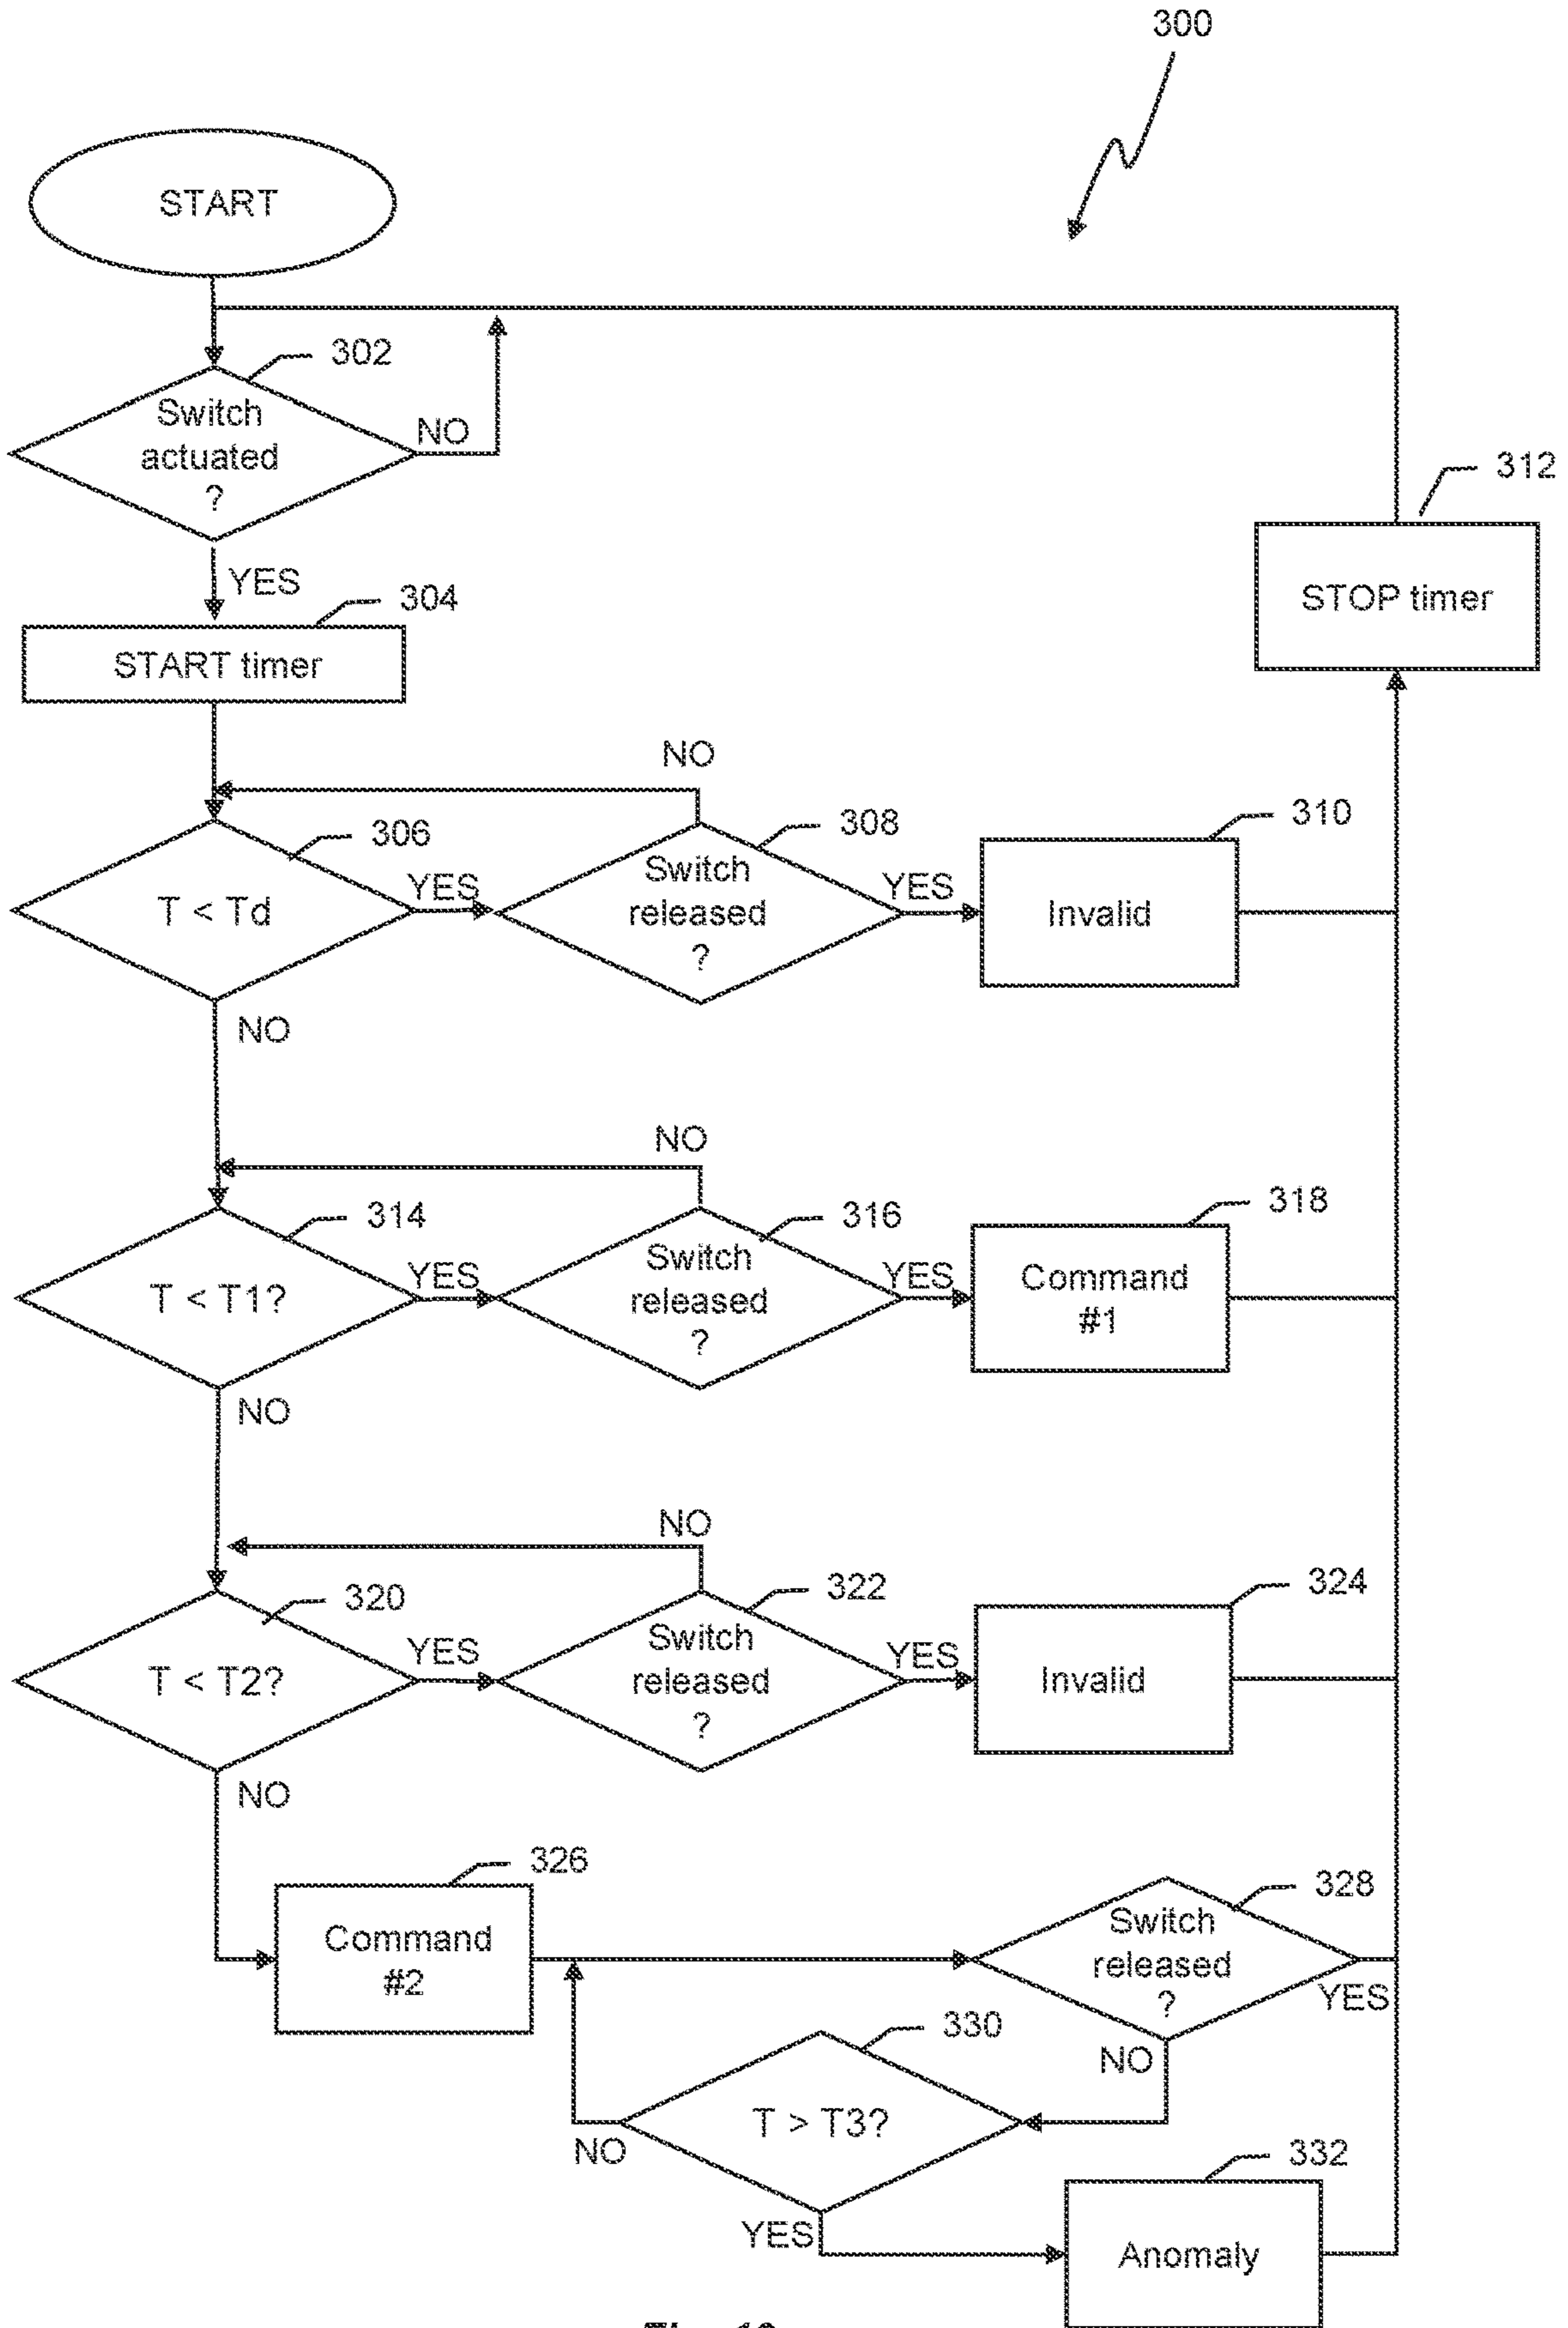 300
START
302
Switch
actuated
?
NO
YES
312
STOP timer
304
START timer
NO
306
T < Td
YES
308
Switch
released
?
YES
310
Invalid
NO
NO
314
T < T1?
YES
316
Switch
released
?
YES
318
Command
#1
NO
NO
320
T < T2?
YES
322
Switch
released
?
YES
324
Invalid
NO
326
Command
#2
328
Switch
released
?
YES
NO
330
T > T3?
NO
YES
332
Anomaly